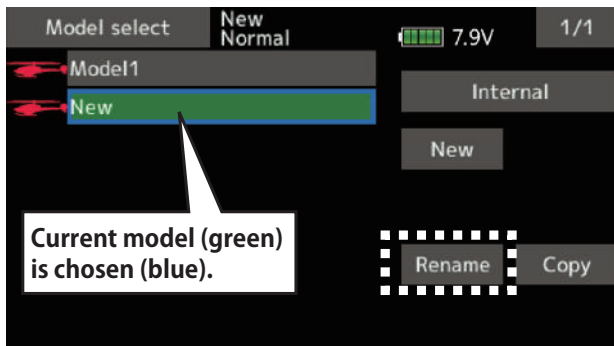 Model select
New
Normal
7.9V
1/1
Model1
New
Internal
New
Current model (green)
is chosen (blue).
Rename
Copy